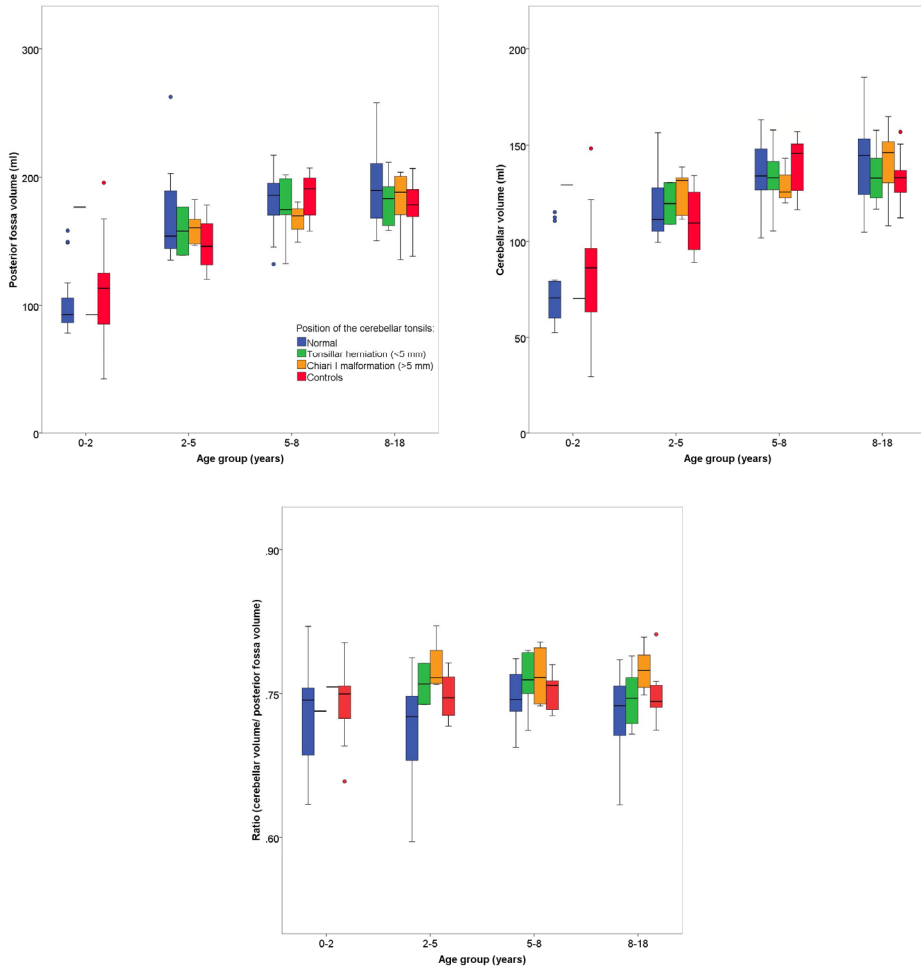 300
200
100
0
Posterior fossa volume (ml)
0-2
2-5
5-8
8-18
Age group (years)
Position of the cerebellar tonsils:
Normal
Tonsillar herniation (<5 mm)
Chiari I malformation (>5 mm)
Controls
200
150
100
50
0
Cerebellar volume (ml)
0-2
2-5
5-8
8-18
Age group (years)
.90
.75
.60
Ratio (cerebellar volume/ posterior fossa volume)
0-2
2-5
5-8
8-18
Age group (years)